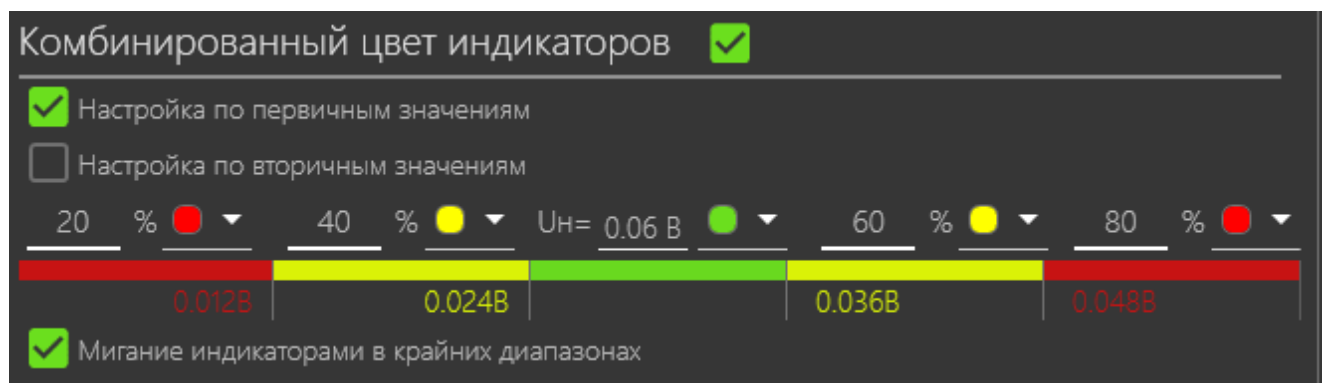 Комбинированный цвет индикаторов
Настройка по первичным значениям
Настройка по вторичным значениям
20 % 40 % Uн= 0.06 В 60 % 80 %
0.012В 0.024В 0.036В 0.048В
Мигание индикаторами в крайних диапазонах